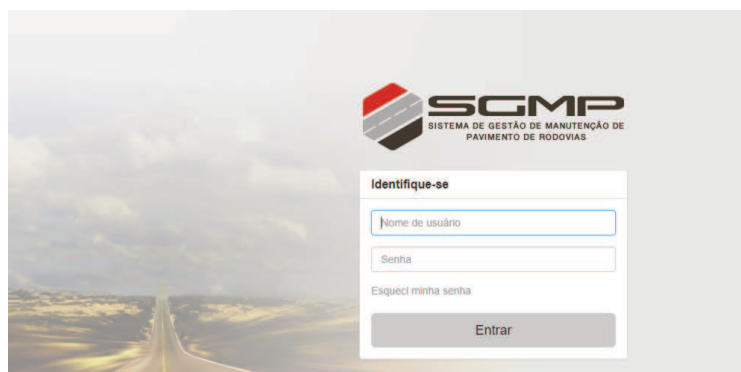 SGMP
SISTEMA DE GESTÃO DE MANUTENÇÃO DE
PAVIMENTO DE RODOVIAS
Identifique-se
Nome de usuário
Senha
Esqueci minha senha
Entrar